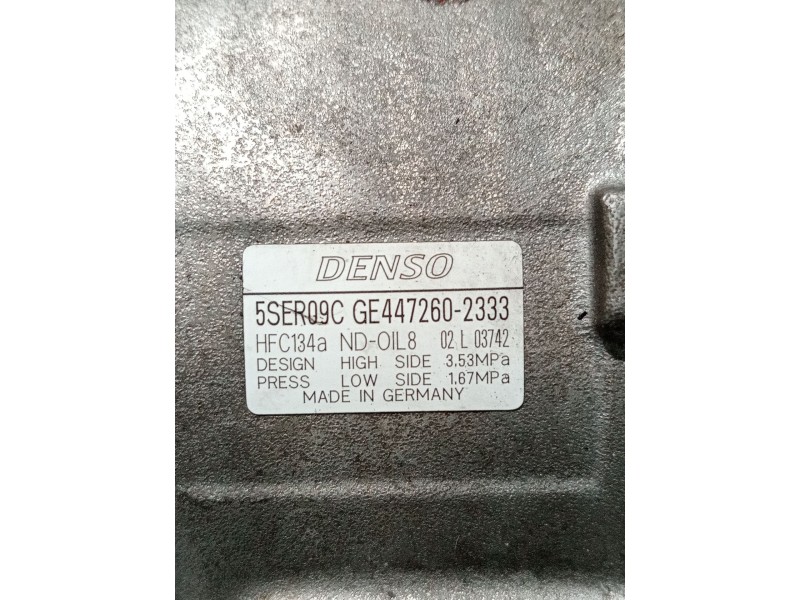 DENSO
5SER09C GE447260-2333
HFC134a ND-OIL8 02 L 03742
DESIGN HIGH SIDE 3.53MPa
PRESS LOW SIDE 1.67MPa
MADE IN GERMANY